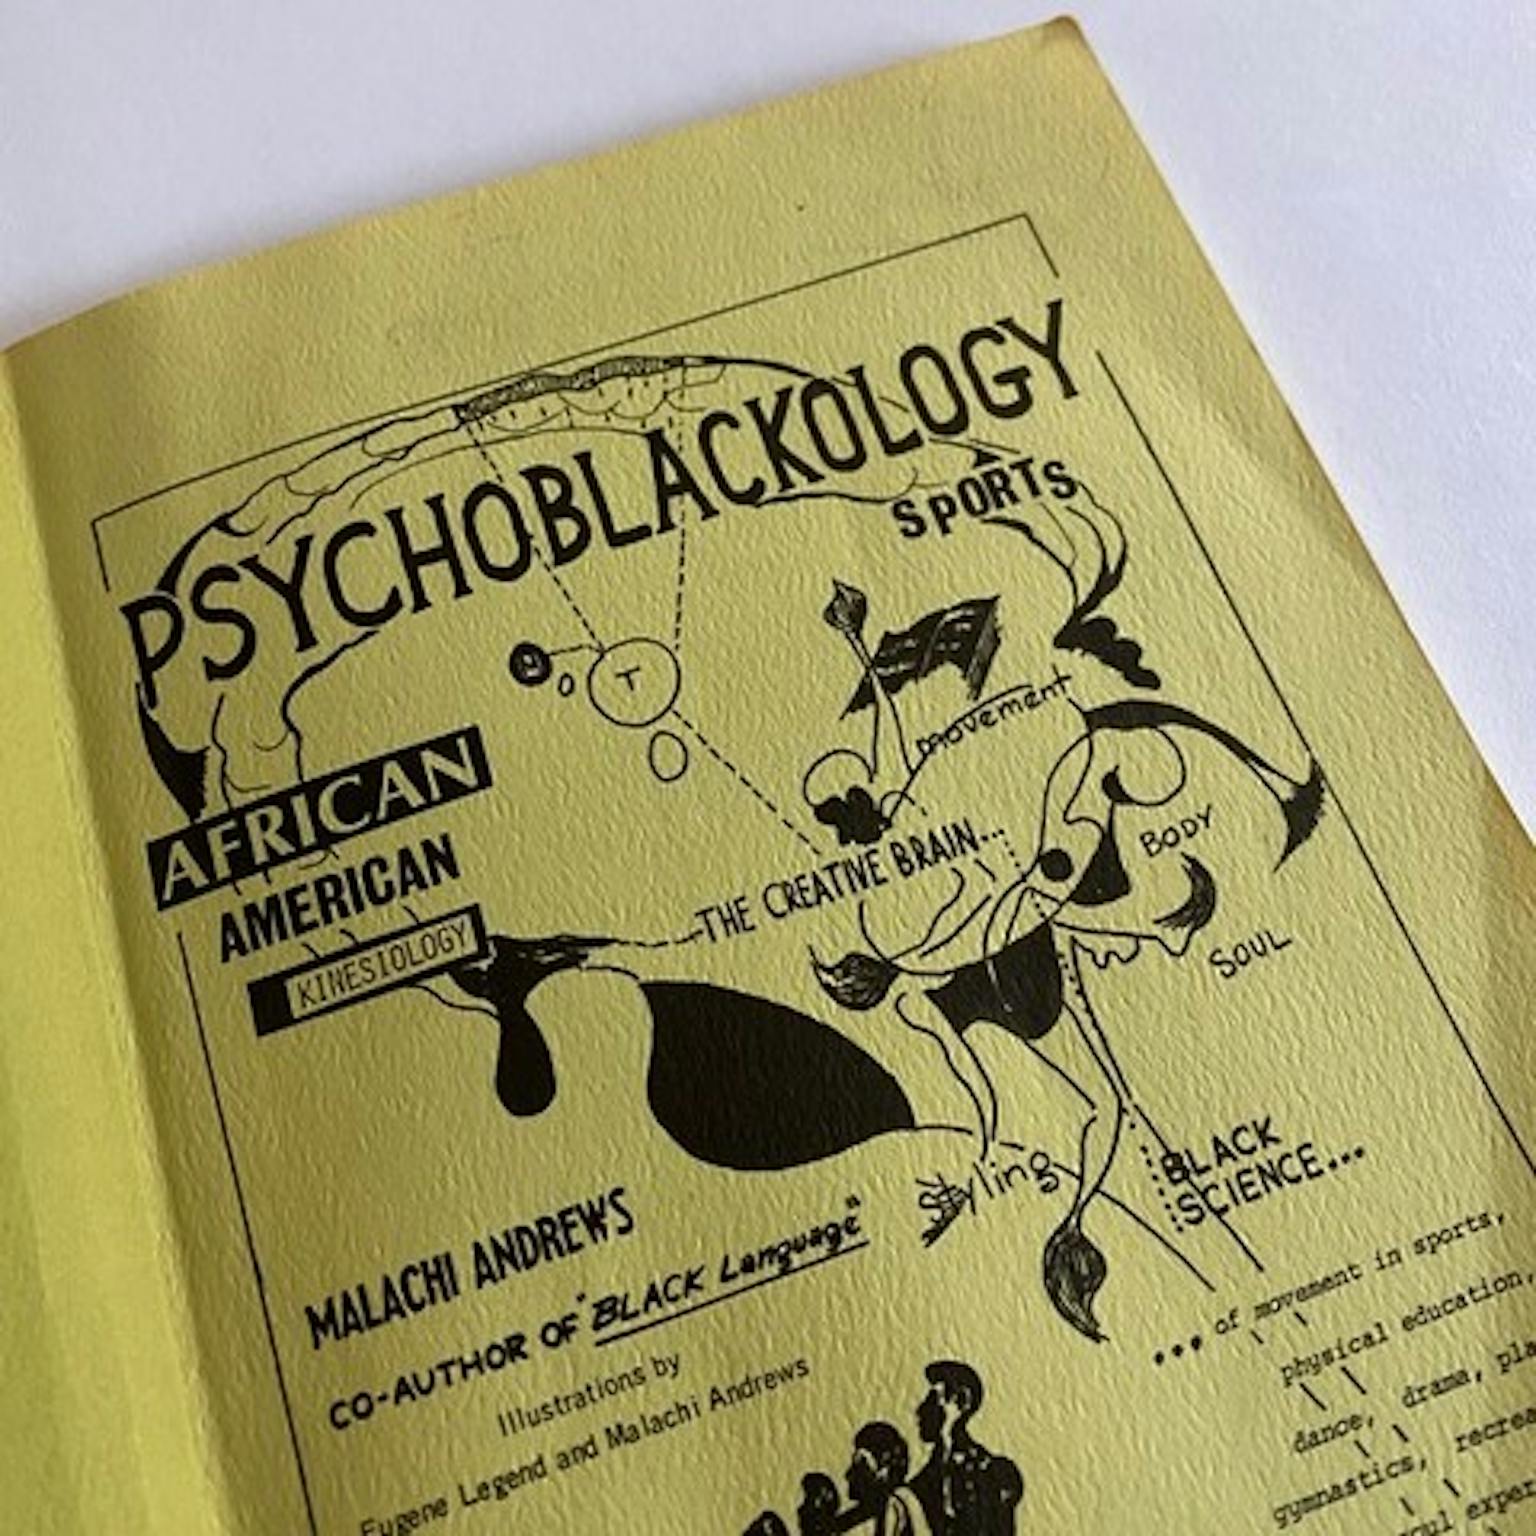 PSYCHOBLACKOLOGY
SPORTS
T
movement
AFRICAN
AMERICAN
KINESIOLOGY
THE CREATIVE BRAIN...
BODY
SOUL
Styling
BLACK
SCIENCE...
MALACHI ANDREWS
CO-AUTHOR OF "BLACK Language"
Illustrations by
Eugene Legend and Malachi Andrews
... of movement in sports,
physical education,
dance, drama,
gymnastics,